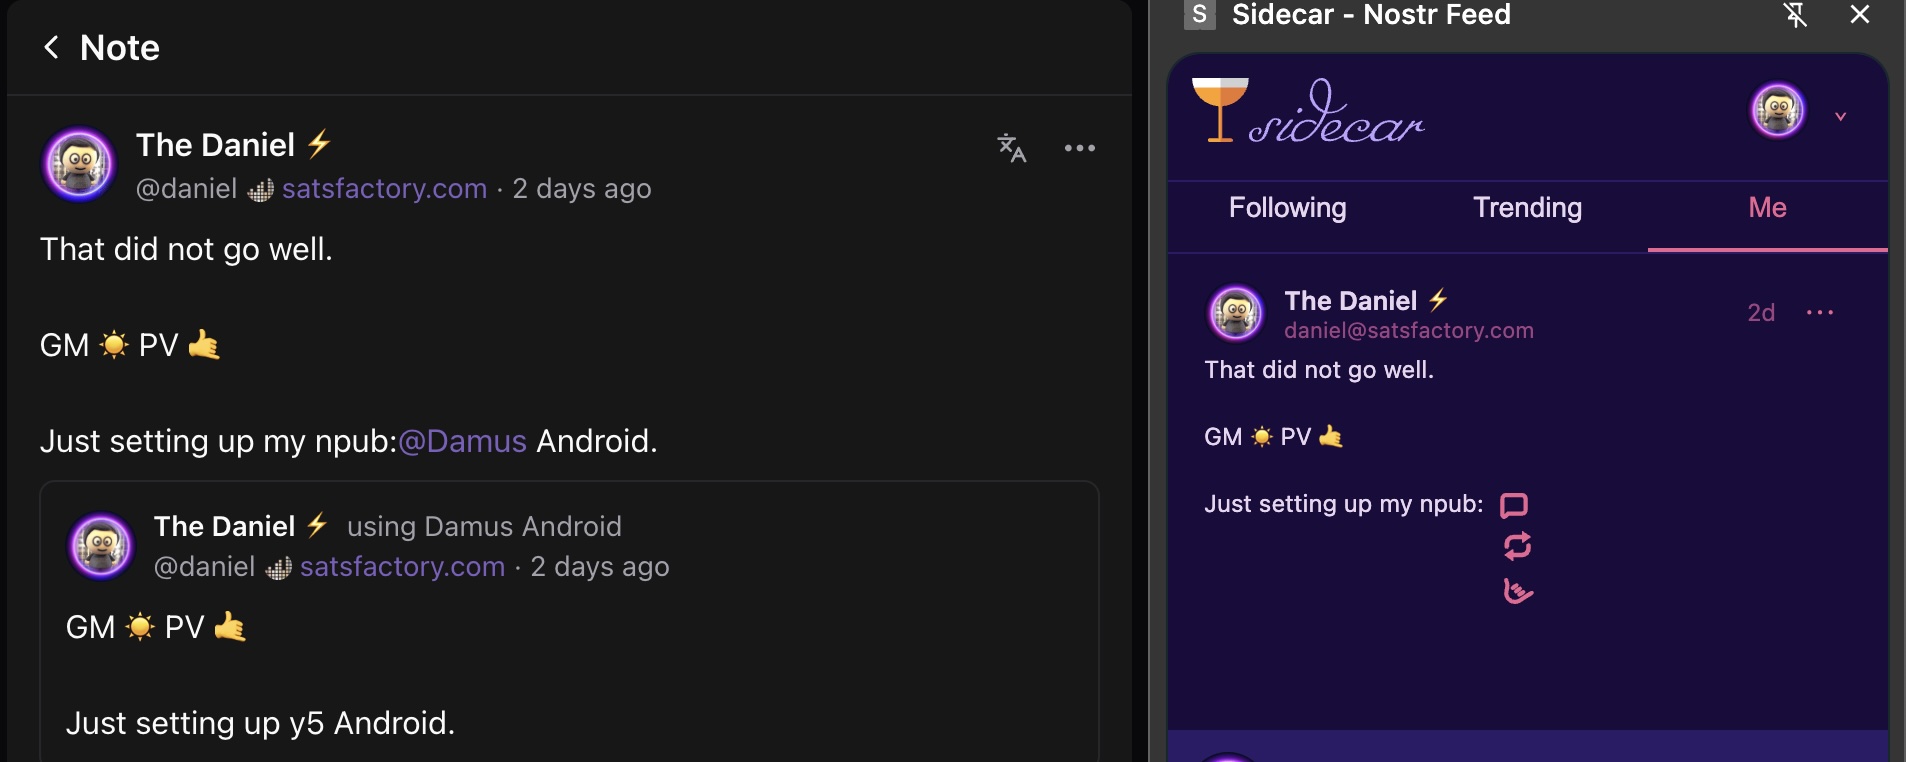 Note
The Daniel ⚡
@daniel satsfactory.com · 2 days ago
That did not go well.
GM ☀️ PV 🤙
Just setting up my npub:@Damus Android.
The Daniel ⚡ using Damus Android
@daniel satsfactory.com · 2 days ago
GM ☀️ PV 🤙
Just setting up y5 Android.
S Sidecar - Nostr Feed
sidecar
Following Trending Me
The Daniel ⚡ 2d
daniel@satsfactory.com
That did not go well.
GM ☀️ PV 🤙
Just setting up my npub: